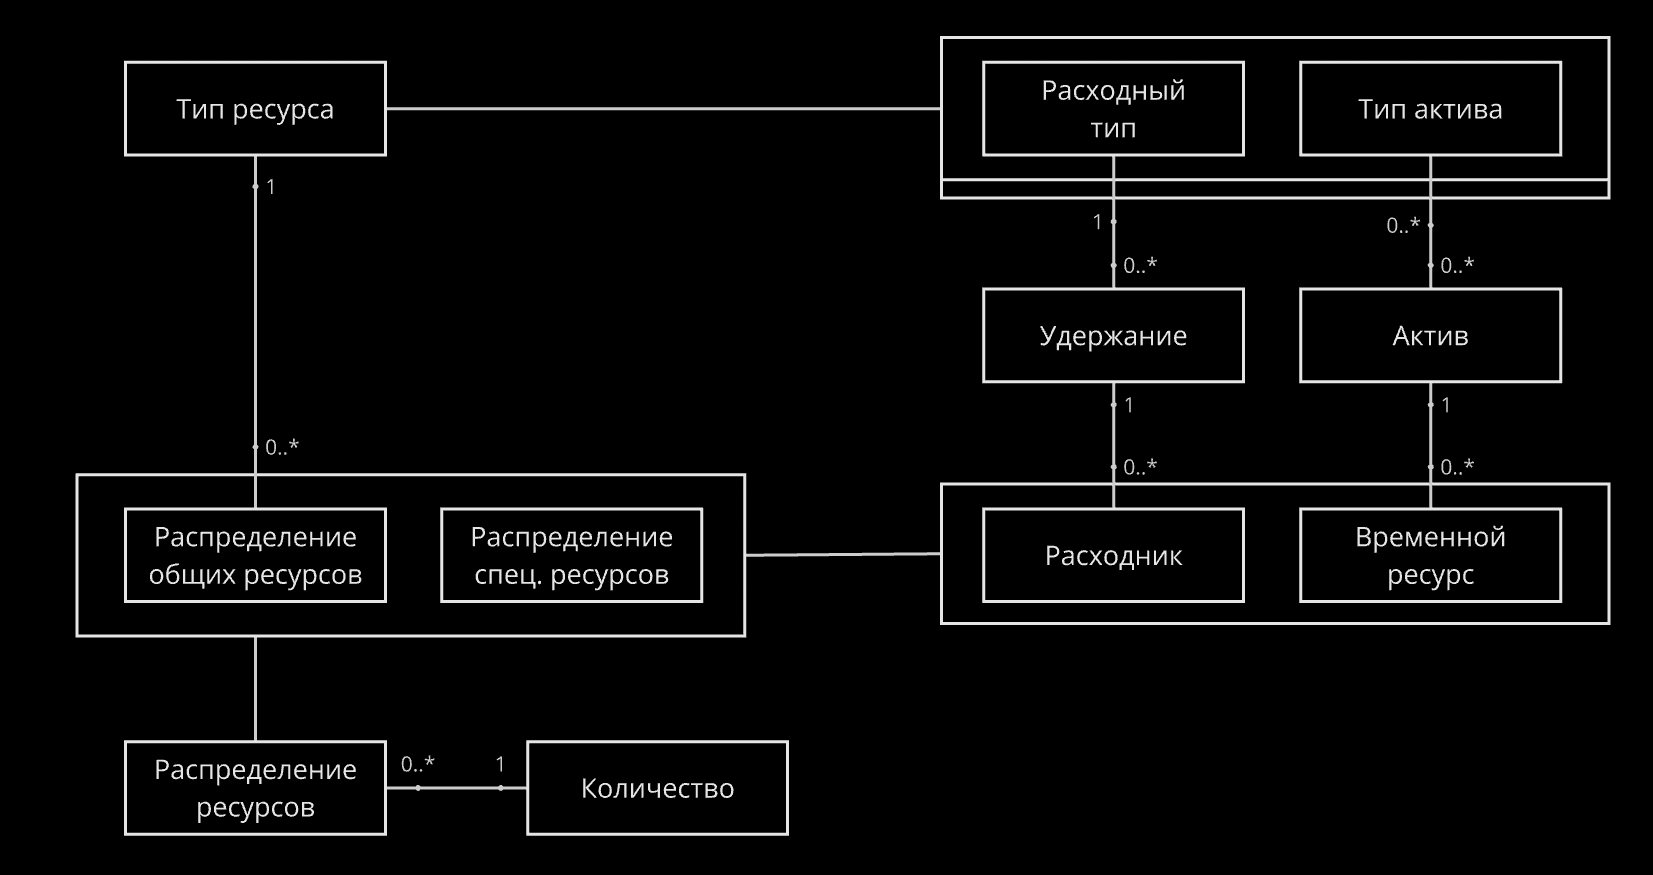 Тип ресурса
Расходный
тип
Тип актива
1
1
0..*
0..*
0..*
Удержание
Актив
1
1
0..*
0..*
0..*
Распределение
общих ресурсов
Распределение
спец. ресурсов
Расходник
Временной
ресурс
Распределение
ресурсов
0..*
1
Количество